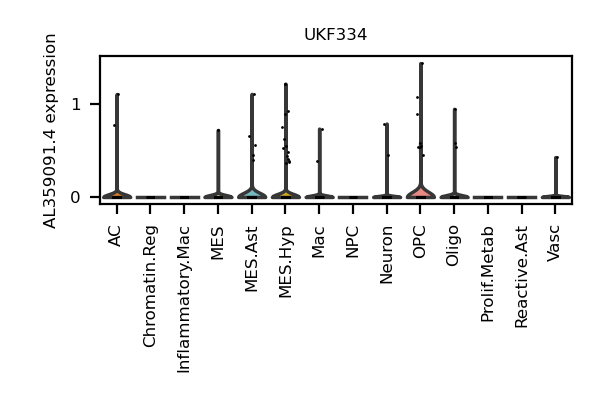 UKF334
AL359091.4 expression
1
0
AC
Chromatin.Reg
Inflammatory.Mac
MES
MES.Ast
MES.Hyp
Mac
NPC
Neuron
OPC
Oligo
Prolif.Metab
Reactive.Ast
Vasc